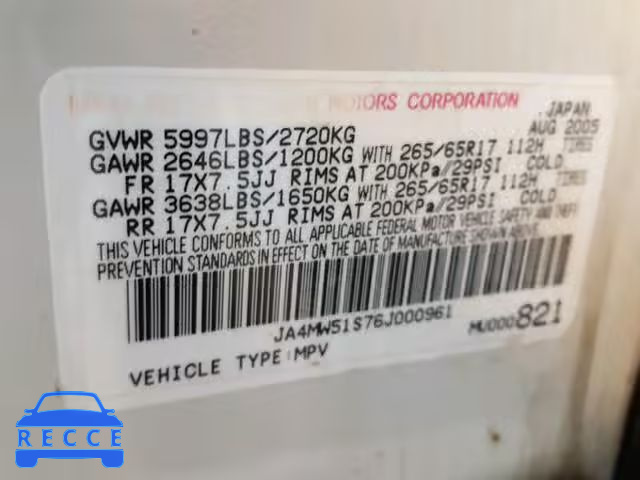 MOTORS CORPORATION
JAPAN
AUG 2005
GVWR 5997LBS/2720KG
GAWR 2646LBS/1200KG WITH 265/65R17 112H TIRES
FR 17X7.5JJ RIMS AT 200KPa/29PSI COLD
GAWR 3638LBS/1650KG WITH 265/65R17 112H TIRES
RR 17X7.5JJ RIMS AT 200KPa/29PSI COLD
THIS VEHICLE CONFORMS TO ALL APPLICABLE FEDERAL MOTOR VEHICLE SAFETY AND THEFT
PREVENTION STANDARDS IN EFFECT ON THE DATE OF MANUFACTURE SHOWN ABOVE.
JA4MW51S76J000961
MU000821
VEHICLE TYPE:MPV
RECCE